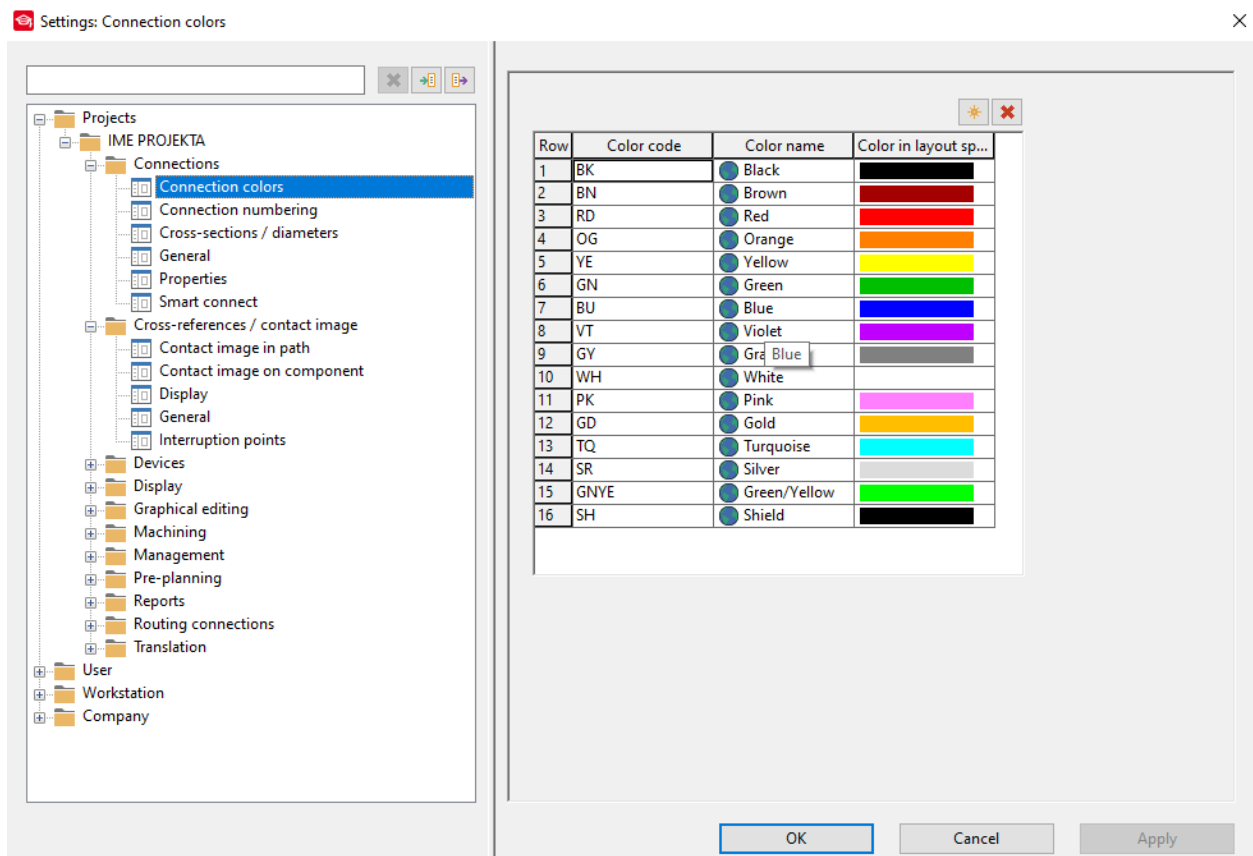 Settings: Connection colors
Projects
IME PROJEKTA
Connections
Connection colors
Connection numbering
Cross-sections / diameters
General
Properties
Smart connect
Cross-references / contact image
Contact image in path
Contact image on component
Display
General
Interruption points
Devices
Display
Graphical editing
Machining
Management
Pre-planning
Reports
Routing connections
Translation
User
Workstation
Company
Row Color code Color name Color in layout sp...
1 BK Black
2 BN Brown
3 RD Red
4 OG Orange
5 YE Yellow
6 GN Green
7 BU Blue
8 VT Violet
9 GY Gra
Blue
10 WH White
11 PK Pink
12 GD Gold
13 TQ Turquoise
14 SR Silver
15 GNYE Green/Yellow
16 SH Shield
OK Cancel Apply